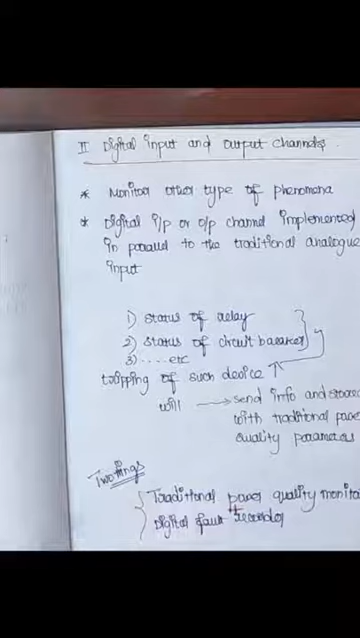 II Digital input and output channels.
* Monitor other type of phenomena
* Digital i/p or o/p channel implemented
in parallel to the traditional analogue
input
1) status of relay
2) status of circuit breaker
3) .....etc
tripping of such device
will → send info and stored
with traditional power
quality parameters
Two things
Traditional power quality monitor
Digital fault recorder